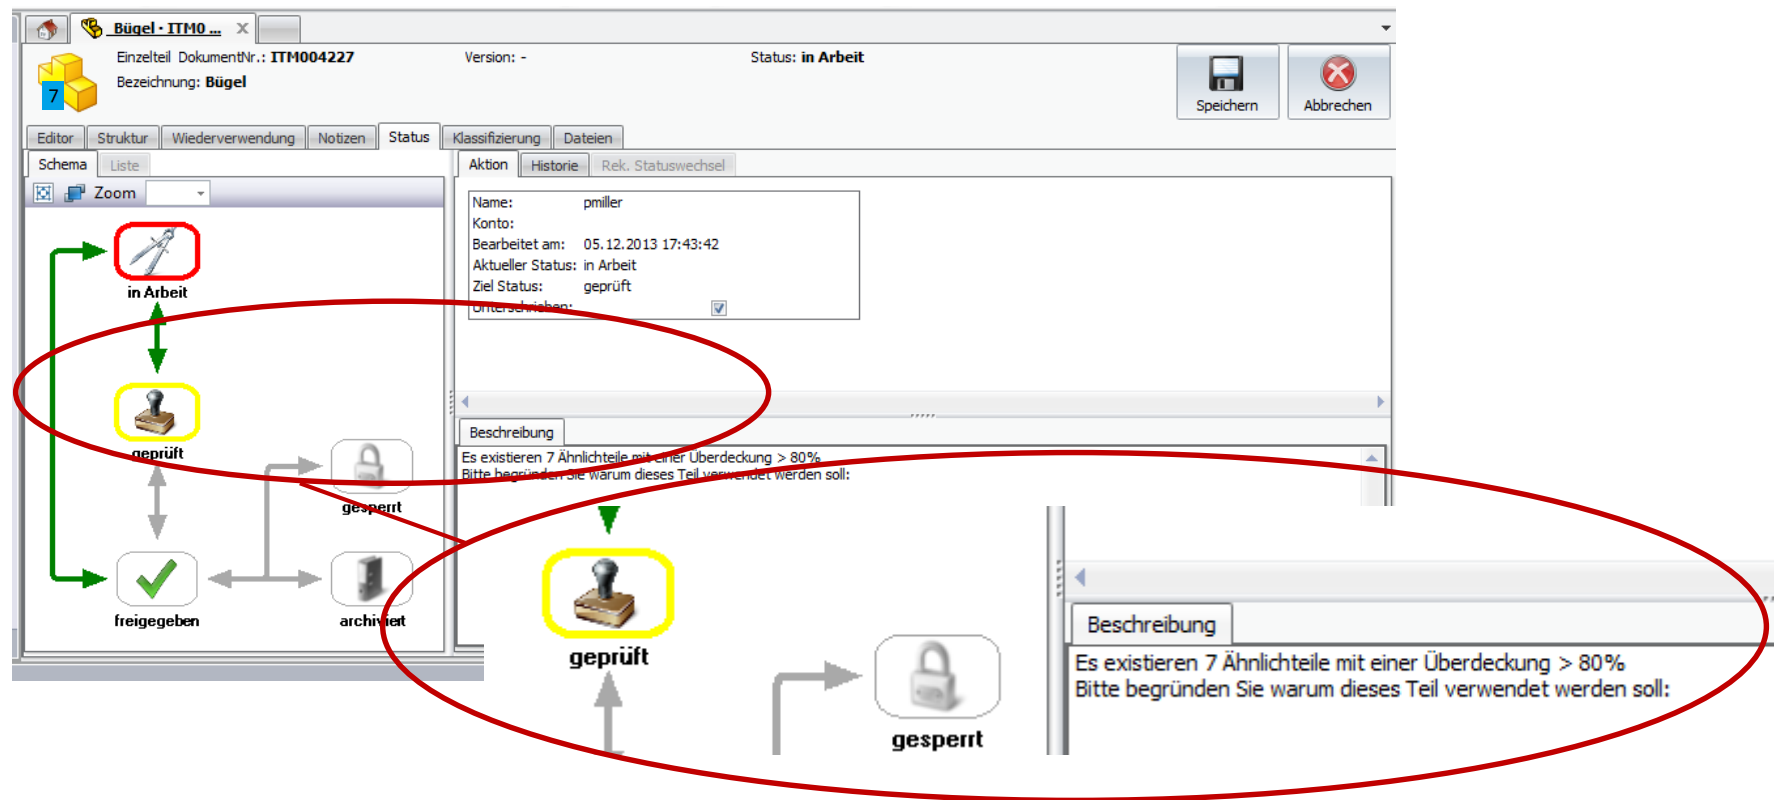 Bügel · ITM0 ... X
Einzelteil DokumentNr.: ITM004227 Version: - Status: in Arbeit
Bezeichnung: Bügel
7
Speichern Abbrechen
Editor Struktur Wiederverwendung Notizen Status Klassifizierung Dateien
Schema Liste
Aktion Historie Rek. Statuswechsel
Zoom
Name: pmiller
Konto:
Bearbeitet am: 05.12.2013 17:43:42
Aktueller Status: in Arbeit
Ziel Status: geprüft
Unterschrieben:
in Arbeit
geprüft
gesperrt
freigegeben
archiviert
Beschreibung
Es existieren 7 Ähnlichteile mit einer Überdeckung > 80%
Bitte begründen Sie warum dieses Teil verwendet werden soll:
geprüft
gesperrt
Beschreibung
Es existieren 7 Ähnlichteile mit einer Überdeckung > 80%
Bitte begründen Sie warum dieses Teil verwendet werden soll: